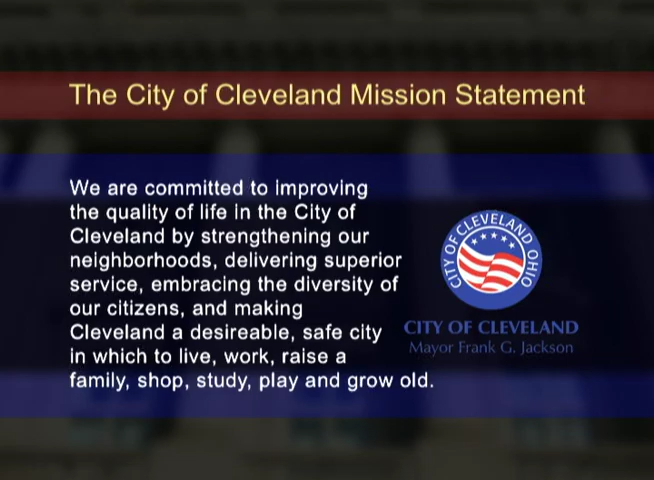 The City of Cleveland Mission Statement
We are committed to improving
the quality of life in the City of
Cleveland by strengthening our
neighborhoods, delivering superior
service, embracing the diversity of
our citizens, and making
Cleveland a desireable, safe city
in which to live, work, raise a
family, shop, study, play and grow old.
CITY OF CLEVELAND OHIO
CITY OF CLEVELAND
Mayor Frank G. Jackson